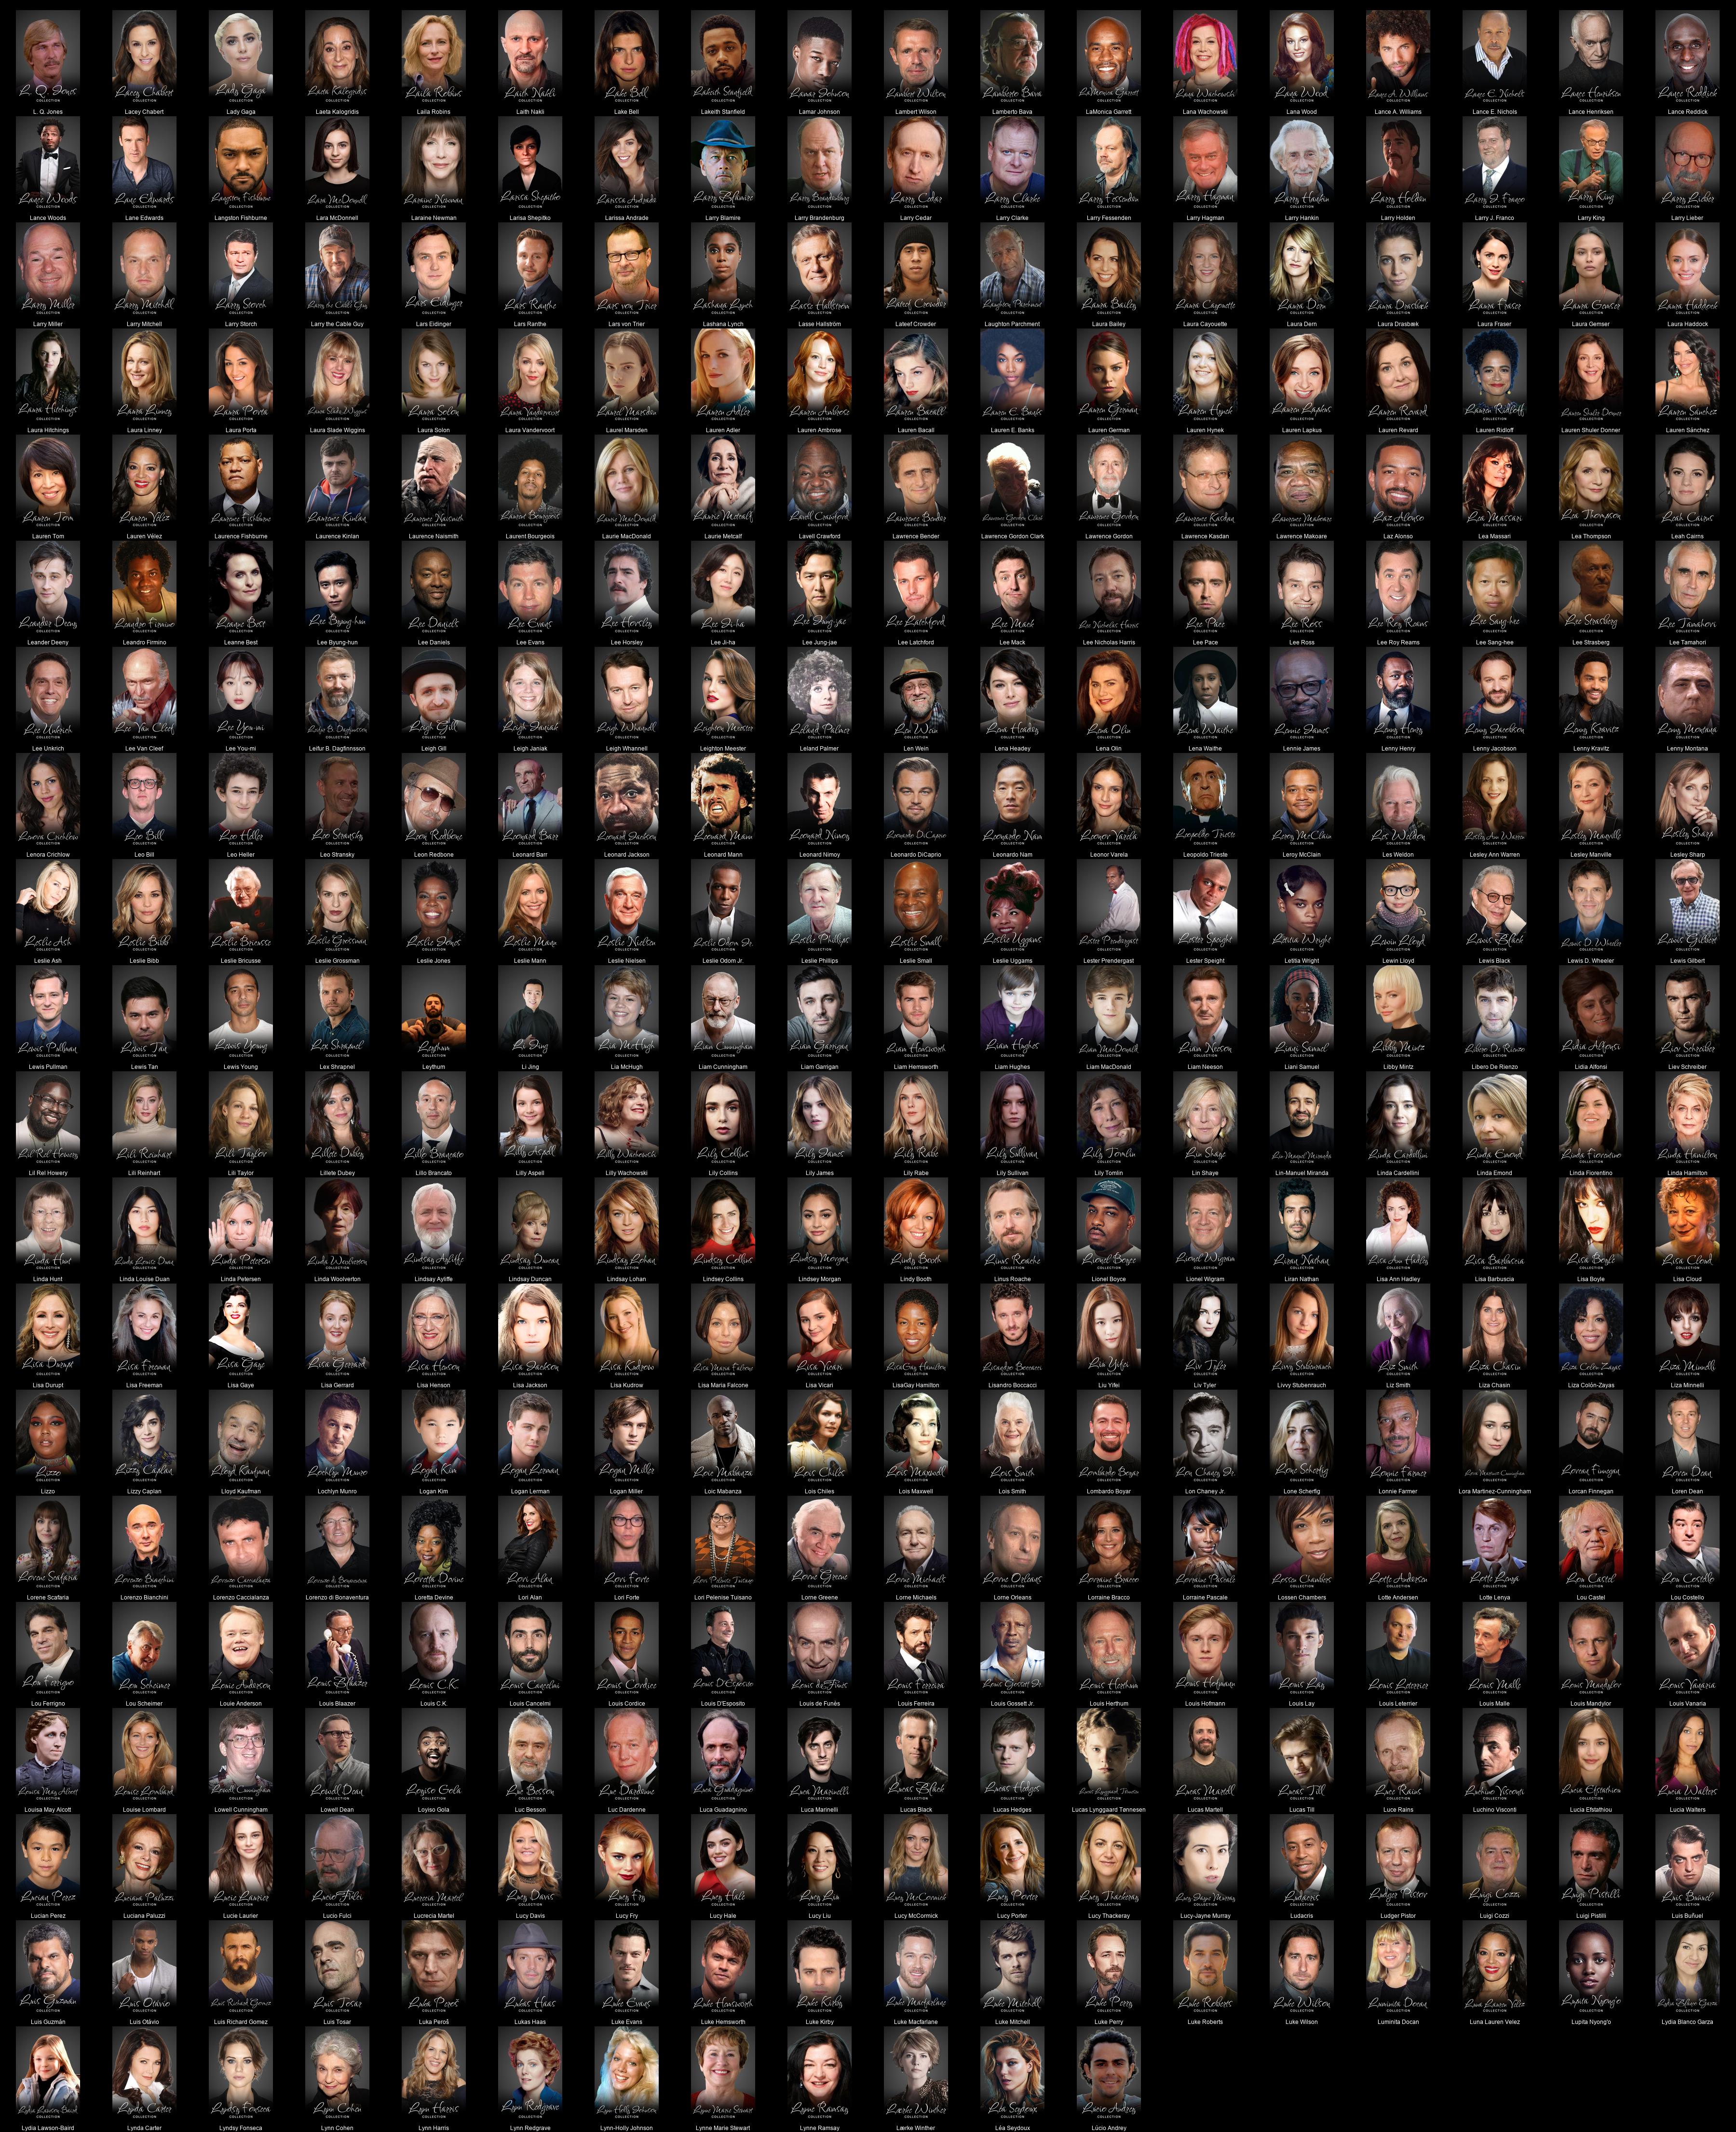 L. Q. Jones Lacey Chabert Lady Gaga Laeta Kalogridis Laila Robins Laith Nakli Lake Bell Lakeith Stanfield Lamar Johnson Lambert Wilson Lamberto Bava LaMonica Garrett Lana Wachowski Lana Wood Lance A. Williams Lance E. Nichols Lance Henriksen Lance Reddick
Lance Woods Lane Edwards Langston Fishburne Lara McDonnell Laraine Newman Larisa Shepitko Larissa Andrade Larry Blamire Larry Brandenburg Larry Cedar Larry Clarke Larry Fessenden Larry Hagman Larry Hankin Larry Holden Larry J. Franco Larry King Larry Lieber
Larry Miller Larry Mitchell Larry Storch Larry the Cable Guy Lars Eidinger Lars Ranthe Lars von Trier Lashana Lynch Lasse Hallström Lateef Crowder Laughton Parchment Laura Bailey Laura Cayouette Laura Dern Laura Drasbæk Laura Fraser Laura Gemser Laura Haddock
Laura Hitchings Laura Linney Laura Porta Laura Slade Wiggins Laura Solon Laura Vandervoort Laurel Marsden Lauren Adler Lauren Ambrose Lauren Bacall Lauren E. Banks Lauren German Lauren Hynek Lauren Lapkus Lauren Revard Lauren Ridloff Lauren Shuler Donner Lauren Sánchez
Lauren Tom Lauren Vélez Laurence Fishburne Laurence Kinlan Laurence Naismith Laurent Bourgeois Laurie MacDonald Laurie Metcalf Lavell Crawford Lawrence Bender Lawrence Gordon Clark Lawrence Gordon Lawrence Kasdan Lawrence Makoare Laz Alonso Lea Massari Lea Thompson Leah Cairns
Leander Deeny Leandro Firmino Leanne Best Lee Byung-hun Lee Daniels Lee Evans Lee Horsley Lee Ji-ha Lee Jung-jae Lee Latchford Lee Mack Lee Nicholas Harris Lee Pace Lee Ross Lee Roy Reams Lee Sang-hee Lee Strasberg Lee Tamahori
Lee Unkrich Lee Van Cleef Lee You-mi Leifur B. Dagfinnsson Leigh Gill Leigh Janiak Leigh Whannell Leighton Meester Leland Palmer Len Wein Lena Headey Lena Olin Lena Waithe Lennie James Lenny Henry Lenny Jacobson Lenny Kravitz Lenny Montana
Lenora Crichlow Leo Bill Leo Heller Leo Stransky Leon Redbone Leonard Barr Leonard Jackson Leonard Mann Leonard Nimoy Leonardo DiCaprio Leonardo Nam Leonor Varela Leopoldo Trieste Leroy McClain Les Weldon Lesley Ann Warren Lesley Manville Lesley Sharp
Leslie Ash Leslie Bibb Leslie Bricusse Leslie Grossman Leslie Jones Leslie Mann Leslie Nielsen Leslie Odom Jr. Leslie Phillips Leslie Small Leslie Uggams Lester Prendergast Lester Speight Letitia Wright Lewin Lloyd Lewis Black Lewis D. Wheeler Lewis Gilbert
Lewis Pullman Lewis Tan Lewis Young Lex Shrapnel Leythum Li Jing Lia McHugh Liam Cunningham Liam Garrigan Liam Hemsworth Liam Hughes Liam MacDonald Liam Neeson Liani Samuel Libby Mintz Libero De Rienzo Lidia Alfonsi Liev Schreiber
Lil Rel Howery Lili Reinhart Lili Taylor Lillete Dubey Lillo Brancato Lilly Aspell Lilly Wachowski Lily Collins Lily James Lily Rabe Lily Sullivan Lily Tomlin Lin Shaye Lin-Manuel Miranda Linda Cardellini Linda Emond Linda Fiorentino Linda Hamilton
Linda Hunt Linda Louise Duan Linda Petersen Linda Woolverton Lindsay Ayliffe Lindsay Duncan Lindsay Lohan Lindsey Collins Lindsey Morgan Lindy Booth Linus Roache Lionel Boyce Lionel Wigram Liran Nathan Lisa Ann Hadley Lisa Barbuscia Lisa Boyle Lisa Cloud
Lisa Durupt Lisa Freeman Lisa Gaye Lisa Gerrard Lisa Henson Lisa Jackson Lisa Kudrow Lisa Maria Falcone Lisa Vicari LisaGay Hamilton Lisandro Boccacci Liu Yifei Liv Tyler Livvy Stubenrauch Liz Smith Liza Chasin Liza Colón-Zayas Liza Minnelli
Lizzo Lizzy Caplan Lloyd Kaufman Lochlyn Munro Logan Kim Logan Lerman Logan Miller Loic Mabanza Lois Chiles Lois Maxwell Lois Smith Lombardo Boyar Lon Chaney Jr. Lone Scherfig Lonnie Farmer Lora Martinez-Cunningham Lorcan Finnegan Loren Dean
Lorene Scafaria Lorenzo Bianchini Lorenzo Caccialanza Lorenzo di Bonaventura Loretta Devine Lori Alan Lori Forte Lori Pelenise Tuisano Lorne Greene Lorne Michaels Lorne Orleans Lorraine Bracco Lorraine Pascale Lossen Chambers Lotte Andersen Lotte Lenya Lou Castel Lou Costello
Lou Ferrigno Lou Scheimer Louie Anderson Louis Blaazer Louis C.K. Louis Cancelmi Louis Cordice Louis D'Esposito Louis de Funès Louis Ferreira Louis Gossett Jr. Louis Herthum Louis Hofmann Louis Lay Louis Leterrier Louis Malle Louis Mandylor Louis Vanaria
Louisa May Alcott Louise Lombard Lowell Cunningham Lowell Dean Loyiso Gola Luc Besson Luc Dardenne Luca Guadagnino Luca Marinelli Lucas Black Lucas Hedges Lucas Lynggaard Tønnesen Lucas Martell Lucas Till Luce Rains Luchino Visconti Lucia Efstathiou Lucia Walters
Lucian Perez Luciana Paluzzi Lucie Laurier Lucio Fulci Lucrecia Martel Lucy Davis Lucy Fry Lucy Hale Lucy Liu Lucy McCormick Lucy Porter Lucy Thackeray Lucy-Jayne Murray Ludacris Ludger Pistor Luigi Cozzi Luigi Pistilli Luis Buñuel
Luis Guzmán Luis Otávio Luis Richard Gomez Luis Tosar Luka Peroš Lukas Haas Luke Evans Luke Hemsworth Luke Kirby Luke Macfarlane Luke Mitchell Luke Perry Luke Roberts Luke Wilson Luminita Docan Luna Lauren Velez Lupita Nyong'o Lydia Blanco Garza
Lydia Lawson-Baird Lynda Carter Lyndsy Fonseca Lynn Cohen Lynn Harris Lynn Redgrave Lynn-Holly Johnson Lynne Marie Stewart Lynne Ramsay Lærke Winther Léa Seydoux Lúcio Andrey